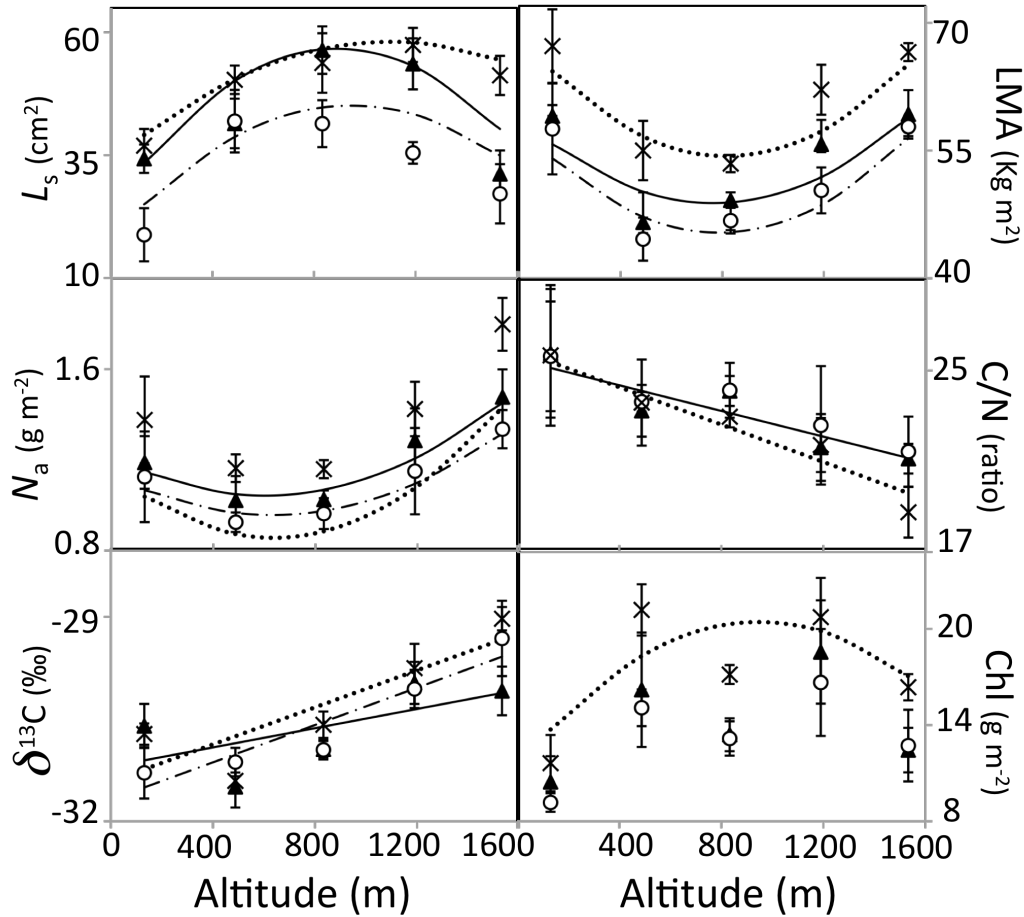 60
35
10
Ls (cm2)
70
55
40
LMA (Kg m2)
1.6
0.8
Na (g m-2)
25
17
C/N (ratio)
-29
-32
δ13C (‰)
20
14
8
Chl (g m-2)
0 400 800 1200 1600
0 400 800 1200 1600
Altitude (m)
Altitude (m)